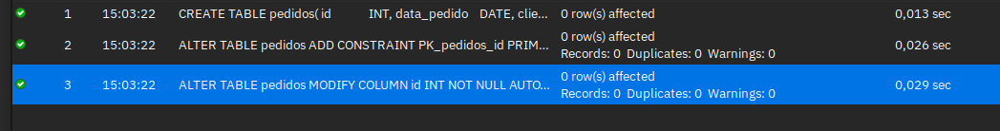 1 15:03:22 CREATE TABLE pedidos( id INT, data_pedido DATE, clie... 0 row(s) affected 0,013 sec
0 row(s) affected
2 15:03:22 ALTER TABLE pedidos ADD CONSTRAINT PK_pedidos_id PRIM... 0,026 sec
Records: 0 Duplicates: 0 Warnings: 0
0 row(s) affected
3 15:03:22 ALTER TABLE pedidos MODIFY COLUMN id INT NOT NULL AUTO... 0,029 sec
Records: 0 Duplicates: 0 Warnings: 0